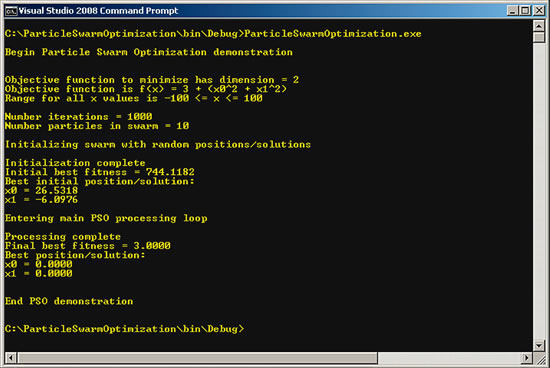 Visual Studio 2008 Command Prompt
C:\ParticleSwarmOptimization\bin\Debug>ParticleSwarmOptimization.exe
Begin Particle Swarm Optimization demonstration
Objective function to minimize has dimension = 2
Objective function is f(x) = 3 + (x0^2 + x1^2)
Range for all x values is -100 <= x <= 100
Number iterations = 1000
Number particles in swarm = 10
Initializing swarm with random positions/solutions
Initialization complete
Initial best fitness = 744.1182
Best initial position/solution:
x0 = 26.5318
x1 = -6.0976
Entering main PSO processing loop
Processing complete
Final best fitness = 3.0000
Best position/solution:
x0 = 0.0000
x1 = 0.0000
End PSO demonstration
C:\ParticleSwarmOptimization\bin\Debug>